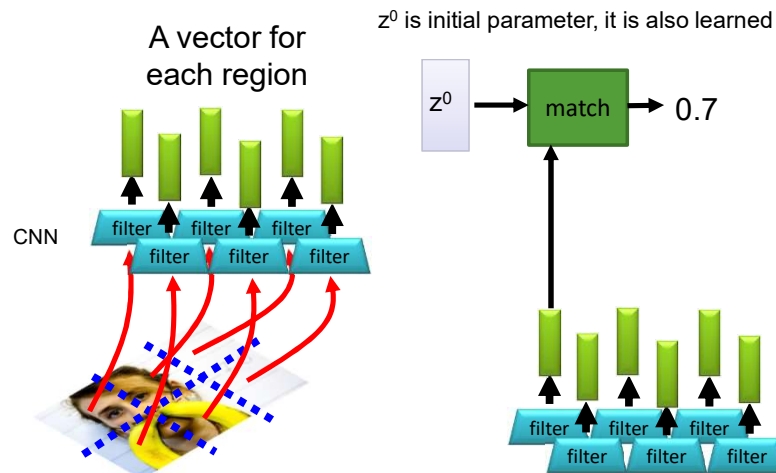 z⁰ is initial parameter, it is also learned
A vector for
each region
z⁰
match
0.7
CNN
filter filter filter
filter filter filter
filter filter filter
filter filter filter